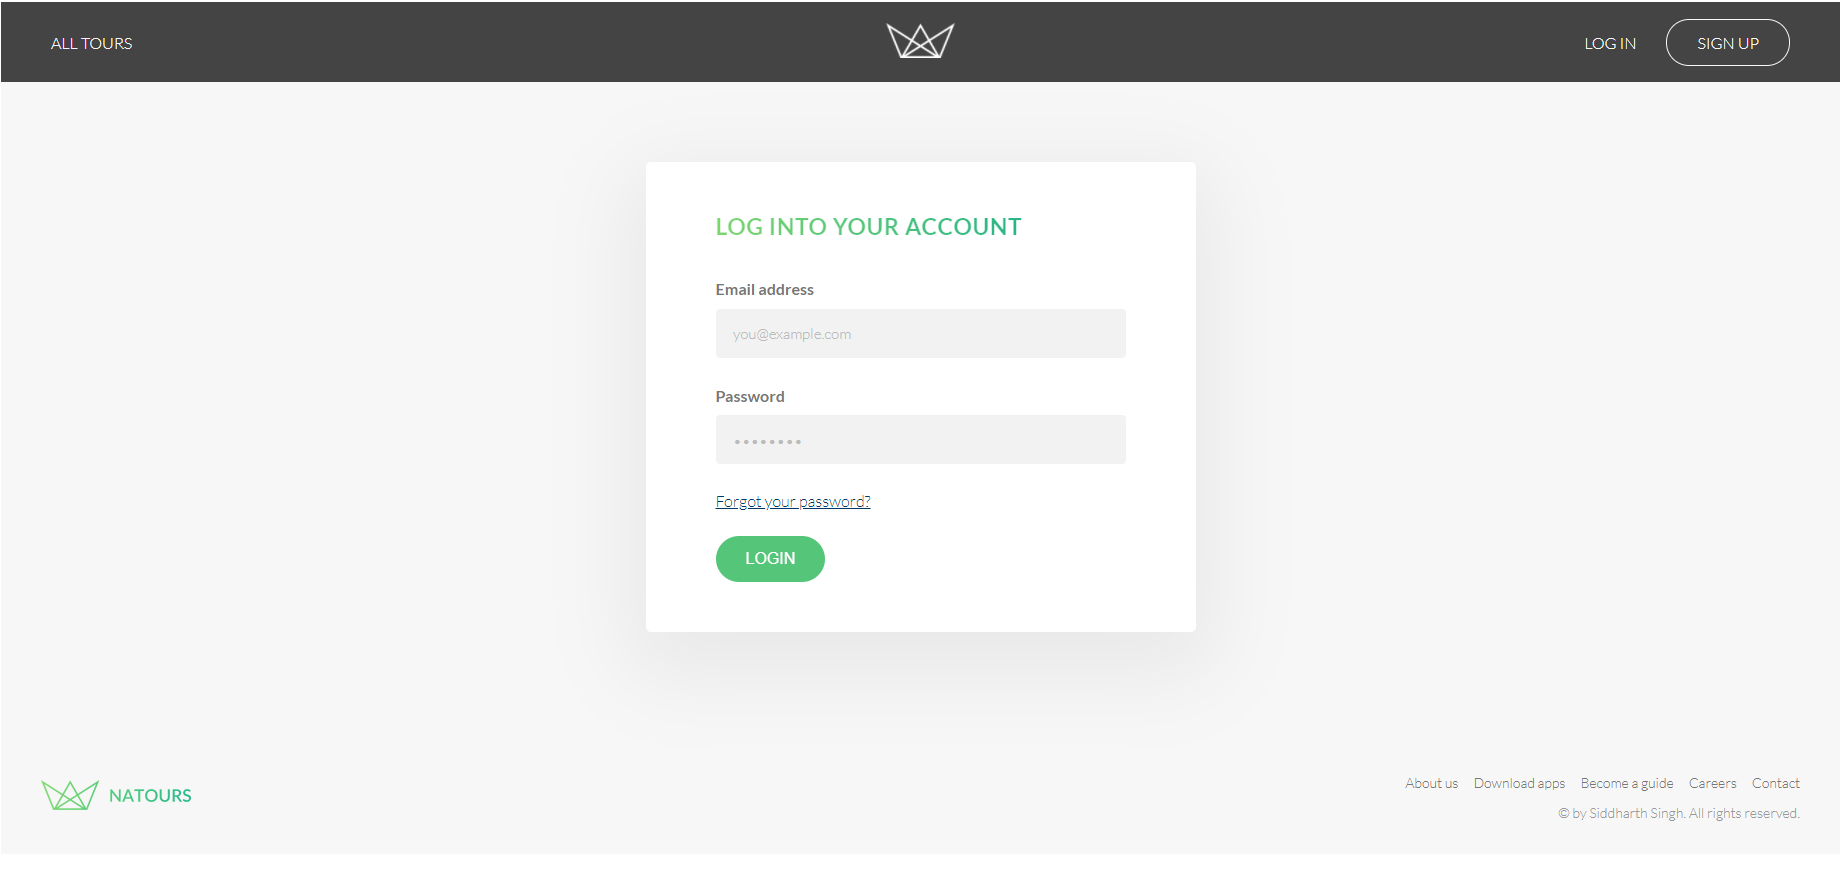 ALL TOURS
LOG IN
SIGN UP
LOG INTO YOUR ACCOUNT
Email address
you@example.com
Password
••••••••
Forgot your password?
LOGIN
NATOURS
About us Download apps Become a guide Careers Contact
© by Siddharth Singh. All rights reserved.